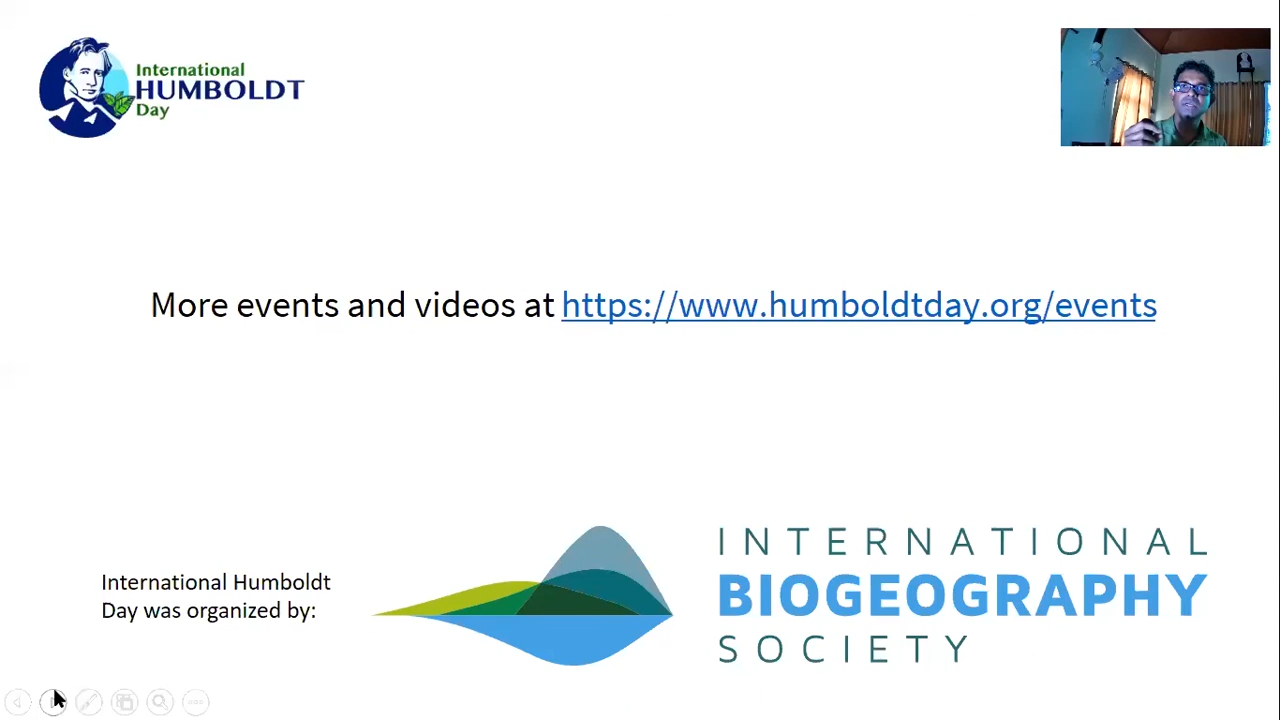 International
HUMBOLDT
Day
More events and videos at https://www.humboldtday.org/events
International Humboldt
Day was organized by:
INTERNATIONAL
BIOGEOGRAPHY
SOCIETY